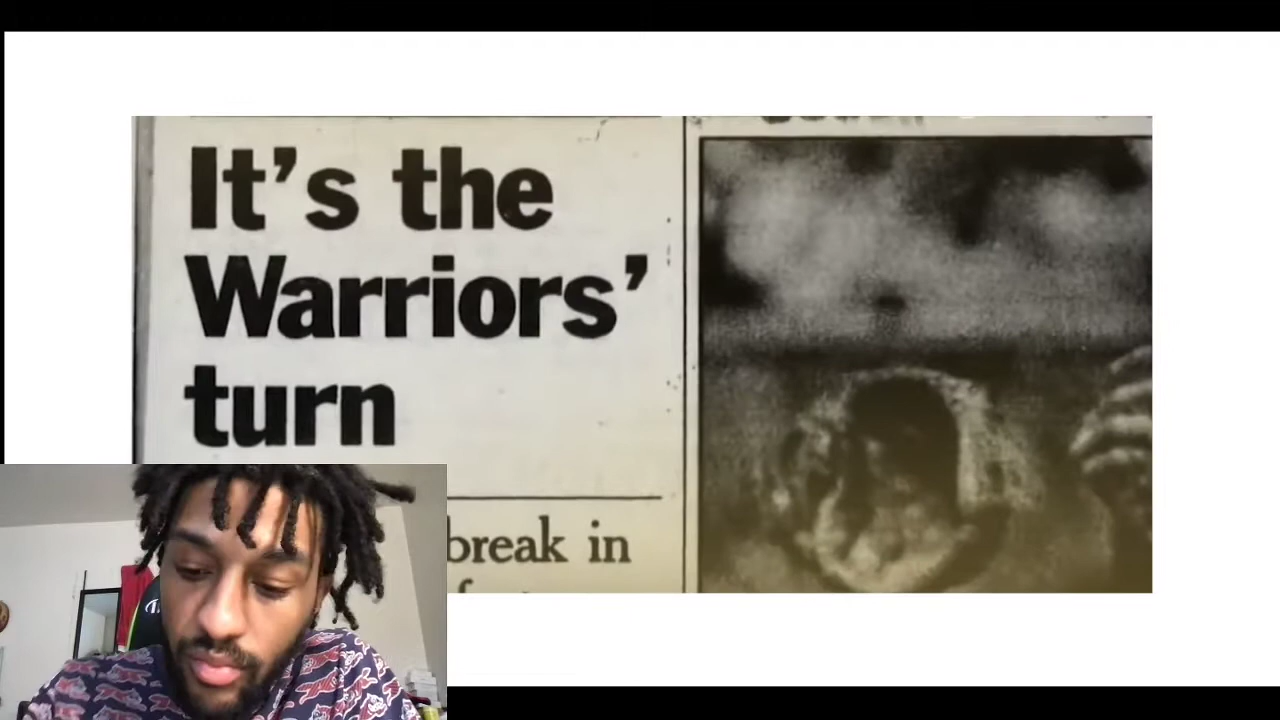 It's the
Warriors'
turn
break in